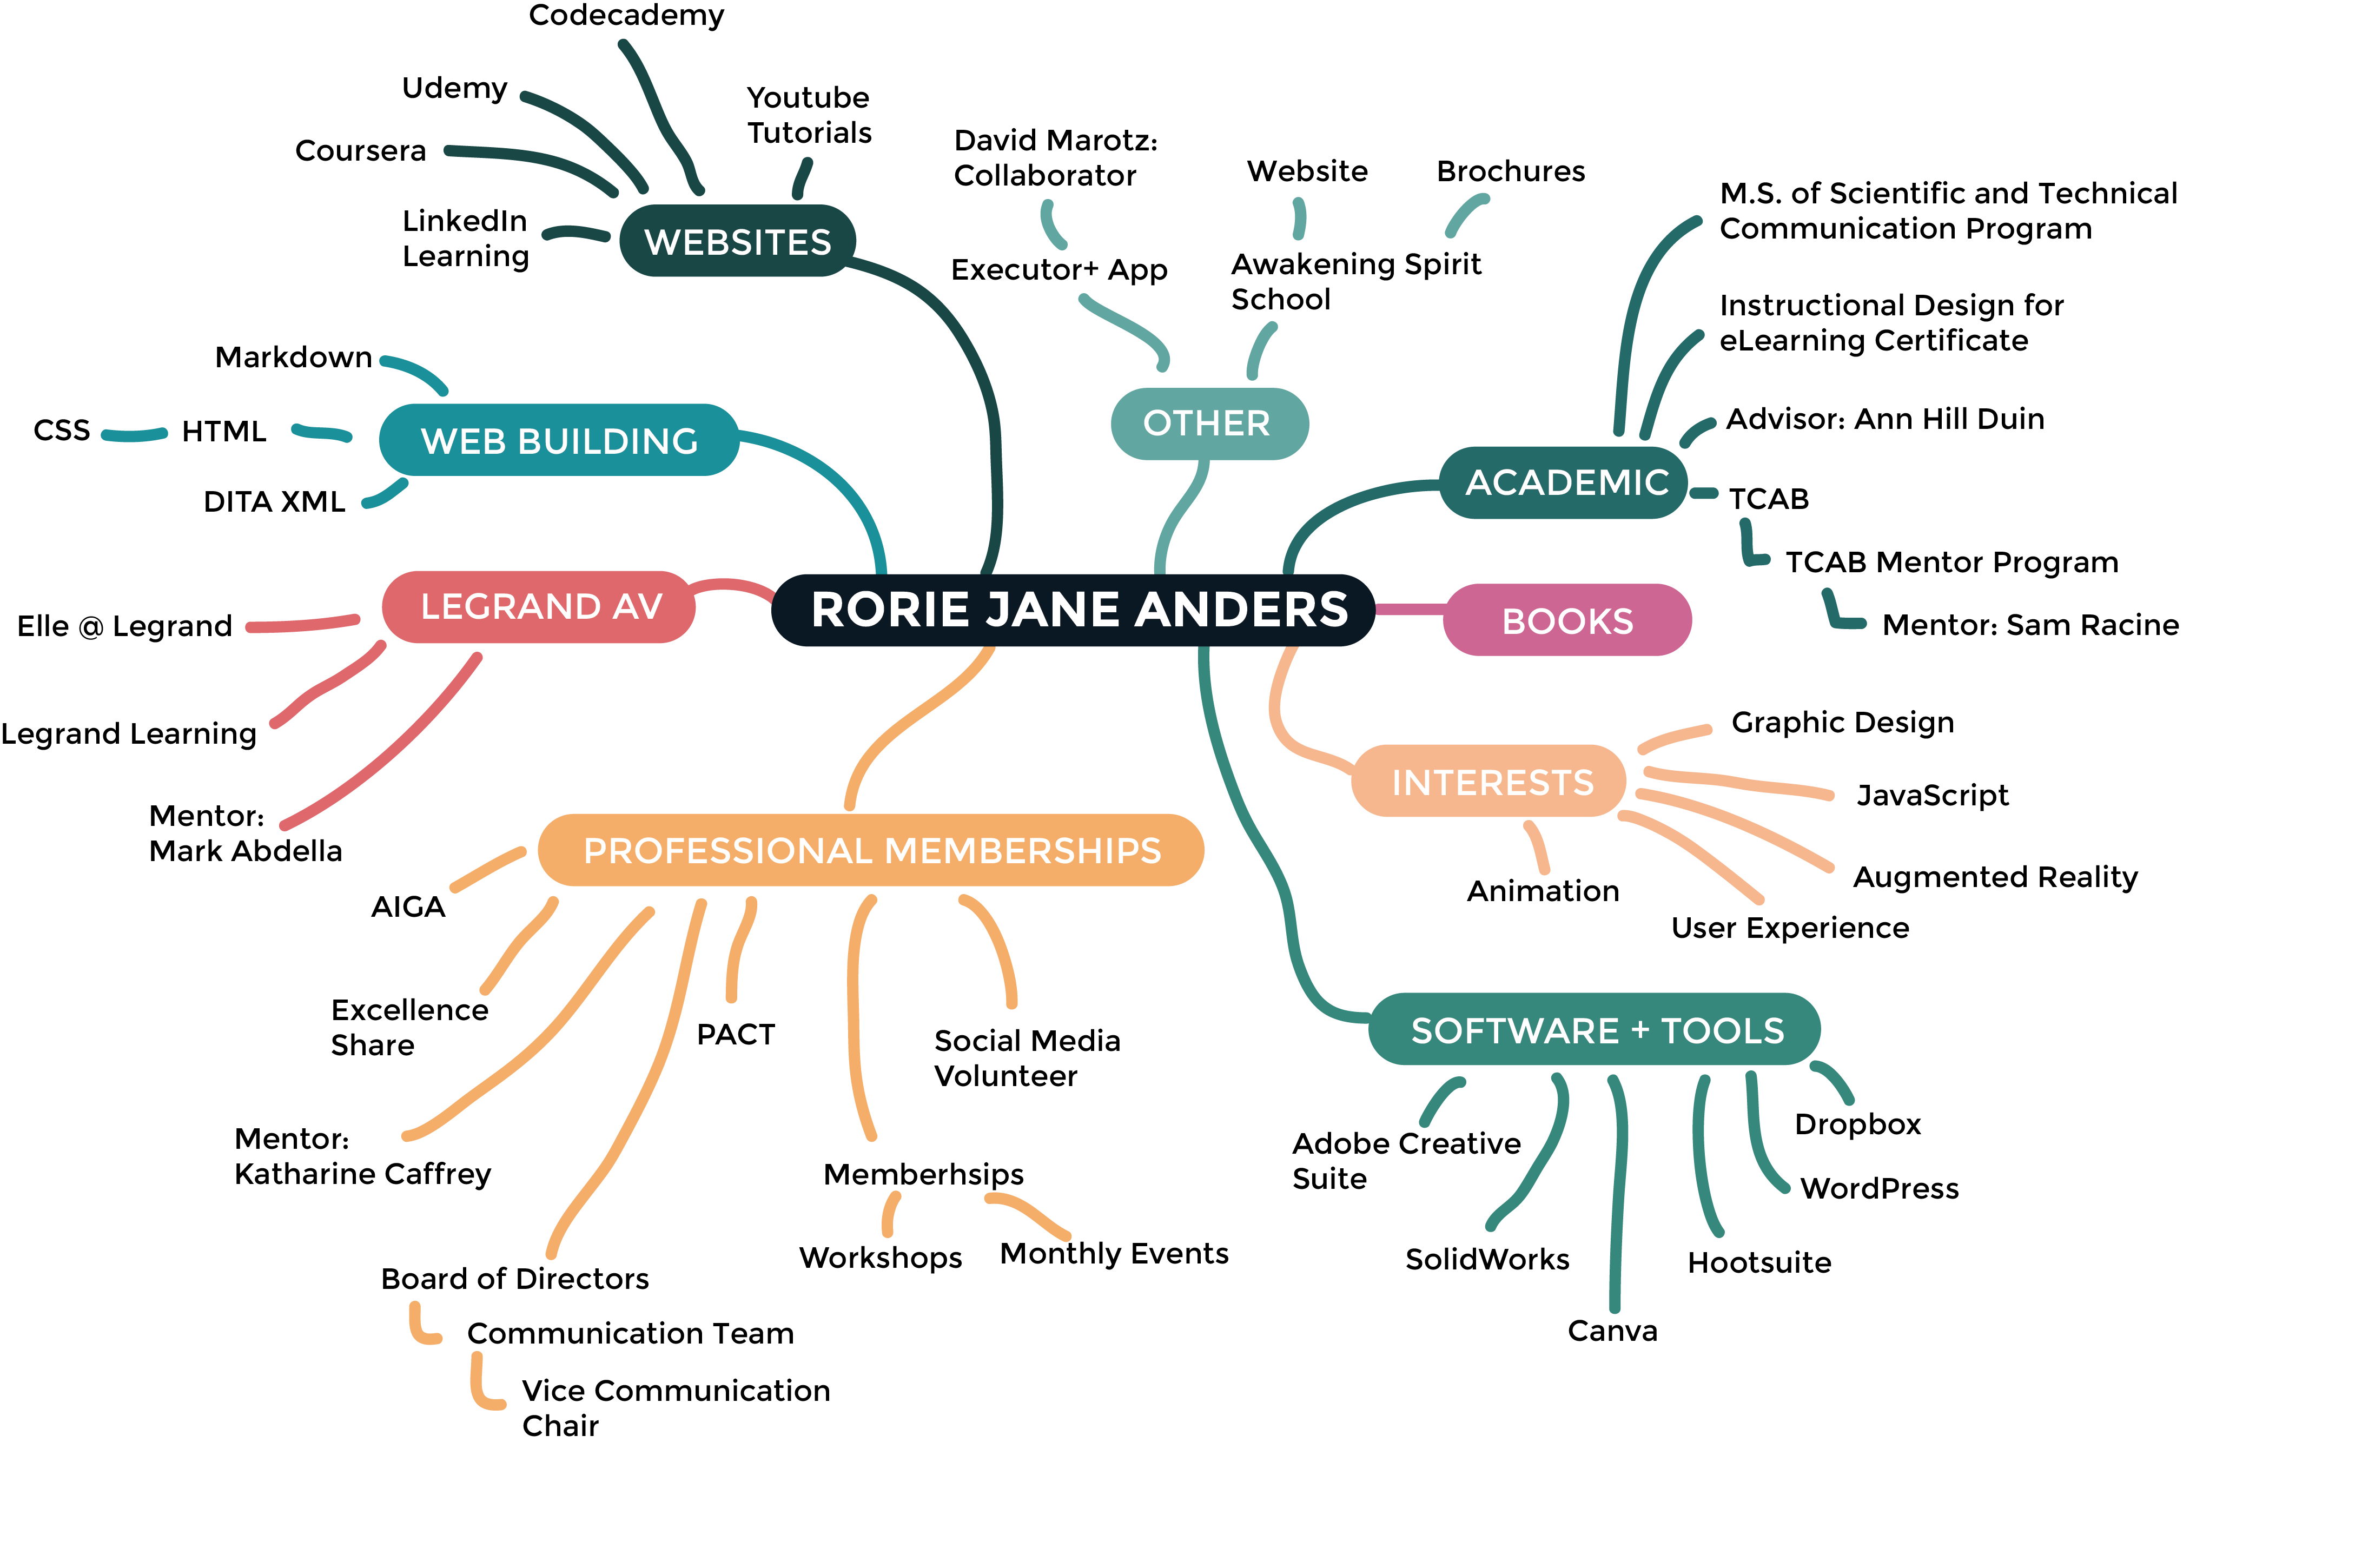 Codecademy
Udemy
Youtube
Tutorials
Coursera
LinkedIn
Learning
WEBSITES
David Marotz:
Collaborator
Executor+ App
Website
Brochures
Awakening Spirit
School
OTHER
M.S. of Scientific and Technical
Communication Program
Instructional Design for
eLearning Certificate
Advisor: Ann Hill Duin
ACADEMIC
TCAB
TCAB Mentor Program
Mentor: Sam Racine
Markdown
CSS
HTML
WEB BUILDING
DITA XML
LEGRAND AV
Elle @ Legrand
Legrand Learning
Mentor:
Mark Abdella
RORIE JANE ANDERS
BOOKS
INTERESTS
Graphic Design
JavaScript
Augmented Reality
User Experience
Animation
PROFESSIONAL MEMBERSHIPS
AIGA
Excellence
Share
Mentor:
Katharine Caffrey
PACT
Social Media
Volunteer
Memberhsips
Workshops
Monthly Events
Board of Directors
Communication Team
Vice Communication
Chair
SOFTWARE + TOOLS
Adobe Creative
Suite
SolidWorks
Canva
Hootsuite
WordPress
Dropbox